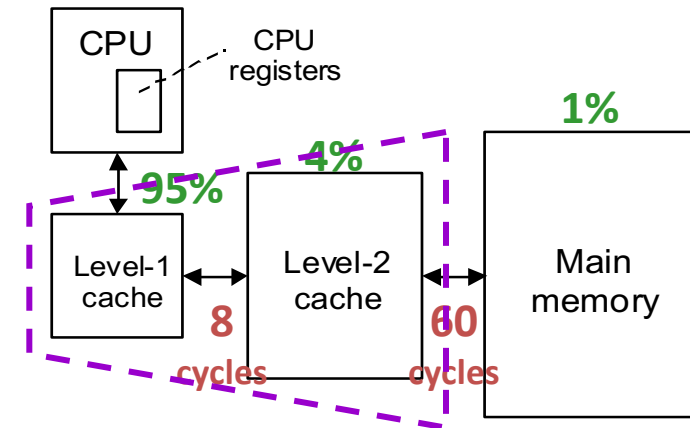 CPU
CPU
registers
1%
4%
95%
Level-1
cache
Level-2
cache
Main
memory
8
cycles
60
cycles